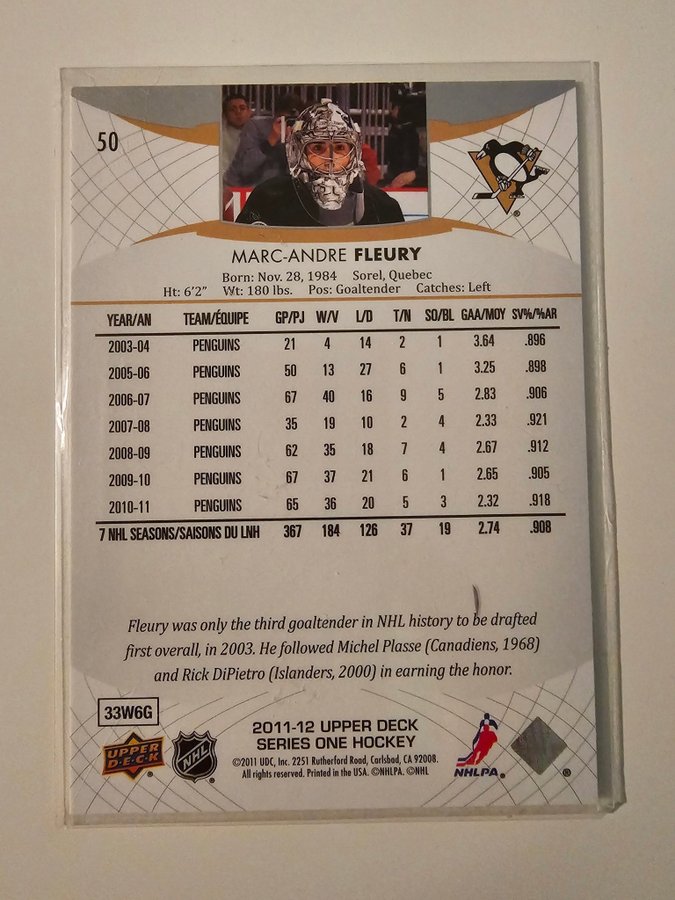 50
MARC-ANDRE FLEURY
Born: Nov. 28, 1984 Sorel, Quebec
Ht: 6'2" Wt: 180 lbs. Pos: Goaltender Catches: Left
YEAR/AN TEAM/ÉQUIPE GP/PJ W/V L/D T/N SO/BL GAA/MOY SV%/%AR
2003-04 PENGUINS 21 4 14 2 1 3.64 .896
2005-06 PENGUINS 50 13 27 6 1 3.25 .898
2006-07 PENGUINS 67 40 16 9 5 2.83 .906
2007-08 PENGUINS 35 19 10 2 4 2.33 .921
2008-09 PENGUINS 62 35 18 7 4 2.67 .912
2009-10 PENGUINS 67 37 21 6 1 2.65 .905
2010-11 PENGUINS 65 36 20 5 3 2.32 .918
7 NHL SEASONS/SAISONS DU LNH 367 184 126 37 19 2.74 .908
Fleury was only the third goaltender in NHL history to be drafted
first overall, in 2003. He followed Michel Plasse (Canadiens, 1968)
and Rick DiPietro (Islanders, 2000) in earning the honor.
33W6G
2011-12 UPPER DECK
SERIES ONE HOCKEY
©2011 UDC, Inc. 2251 Rutherford Road, Carlsbad, CA 92008.
All rights reserved. Printed in the USA. ©NHLPA. ©NHL
UPPER
D·E·C·K
NHL
NHLPA
®